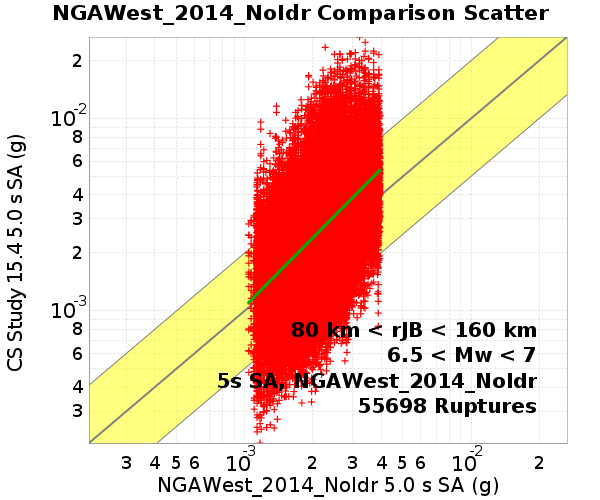 NGAWest_2014_NoIdr Comparison Scatter
CS Study 15.4 5.0 s SA (g)
2
10-2
8
6
4
3
2
10-3
8
6
4
3
80 km < rJB < 160 km
6.5 < Mw < 7
5s SA, NGAWest_2014_NoIdr
55698 Ruptures
3 4 5 6 10-3 2 3 4 5 6 10-2 2
NGAWest_2014_NoIdr 5.0 s SA (g)